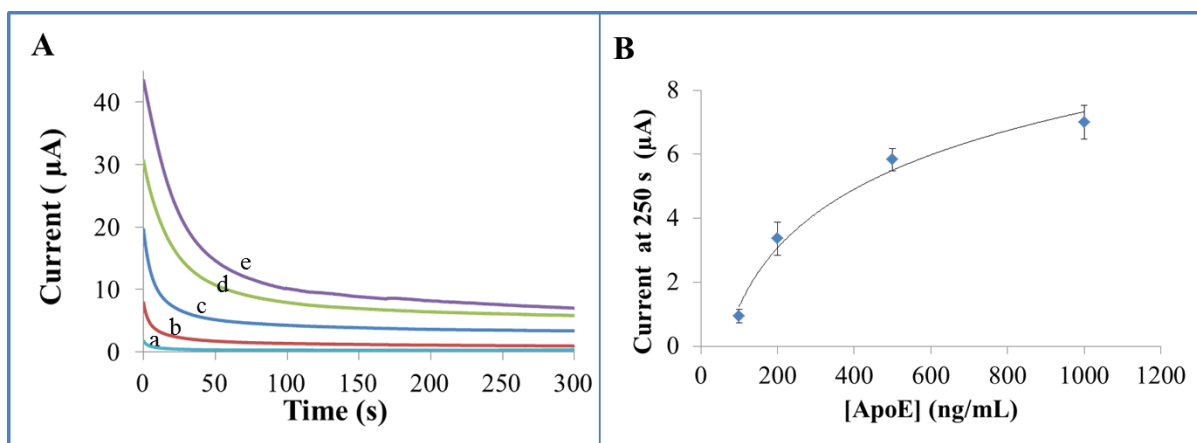 A
Current ( µA)
40
30
20
10
0
e
d
c
b
a
0 50 100 150 200 250 300
Time (s)
B
Current at 250 s (µA)
8
6
4
2
0
0 200 400 600 800 1000 1200
[ApoE] (ng/mL)